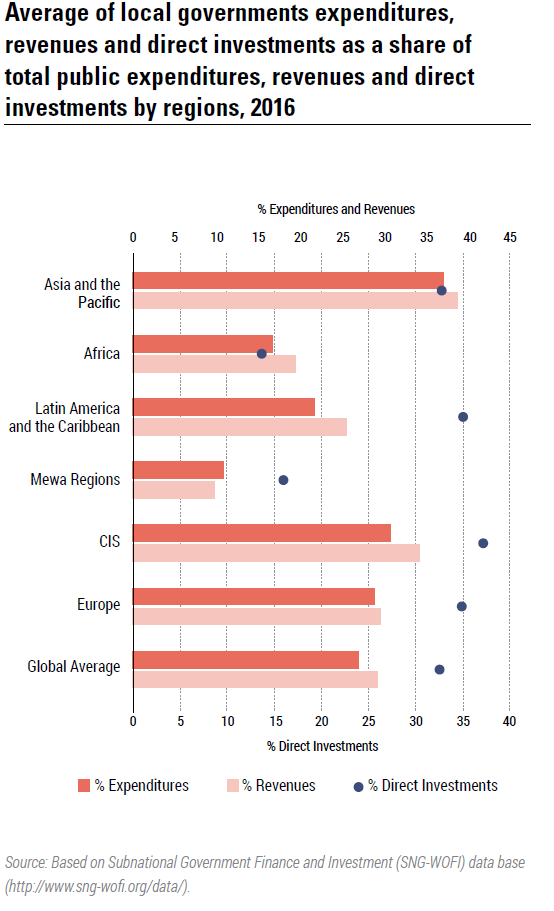 Average of local governments expenditures,
revenues and direct investments as a share of
total public expenditures, revenues and direct
investments by regions, 2016
% Expenditures and Revenues
0 5 10 15 20 25 30 35 40 45
Asia and the
Pacific
Africa
Latin America
and the Caribbean
Mewa Regions
CIS
Europe
Global Average
0 5 10 15 20 25 30 35 40
% Direct Investments
% Expenditures % Revenues % Direct Investments
Source: Based on Subnational Government Finance and Investment (SNG-WOFI) data base
(http://www.sng-wofi.org/data/).